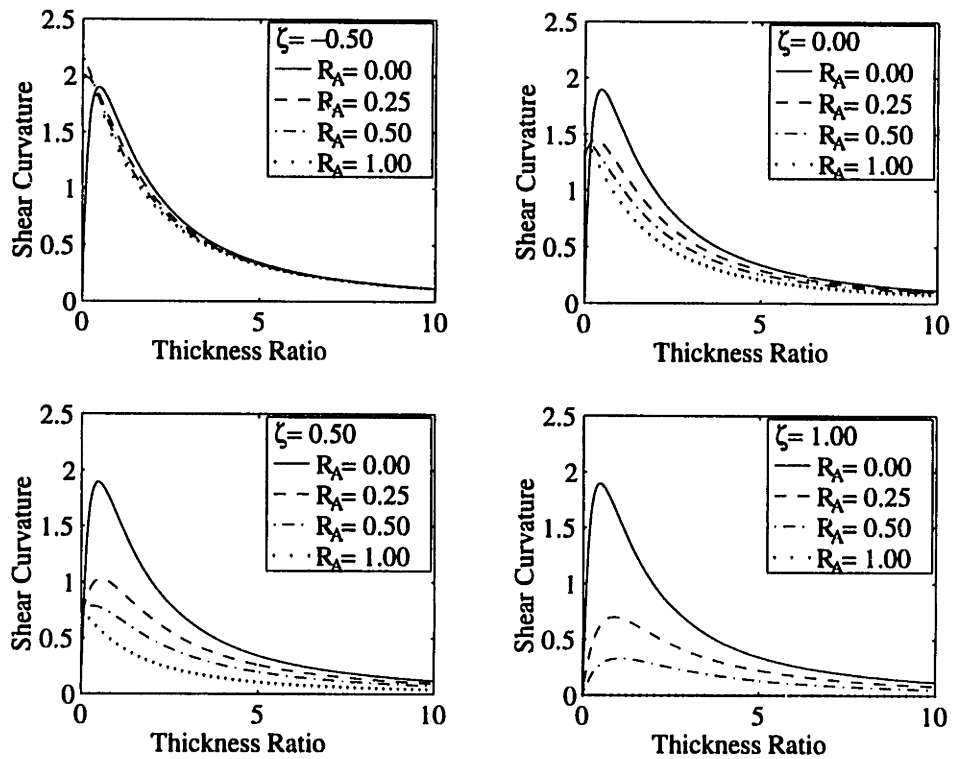 2.5
2
1.5
1
0.5
0
0
5
10
Shear Curvature
Thickness Ratio
ζ= –0.50
R_A= 0.00
R_A= 0.25
R_A= 0.50
R_A= 1.00
2.5
2
1.5
1
0.5
0
0
5
10
Shear Curvature
Thickness Ratio
ζ= 0.00
R_A= 0.00
R_A= 0.25
R_A= 0.50
R_A= 1.00
2.5
2
1.5
1
0.5
0
0
5
10
Shear Curvature
Thickness Ratio
ζ= 0.50
R_A= 0.00
R_A= 0.25
R_A= 0.50
R_A= 1.00
2.5
2
1.5
1
0.5
0
0
5
10
Shear Curvature
Thickness Ratio
ζ= 1.00
R_A= 0.00
R_A= 0.25
R_A= 0.50
R_A= 1.00